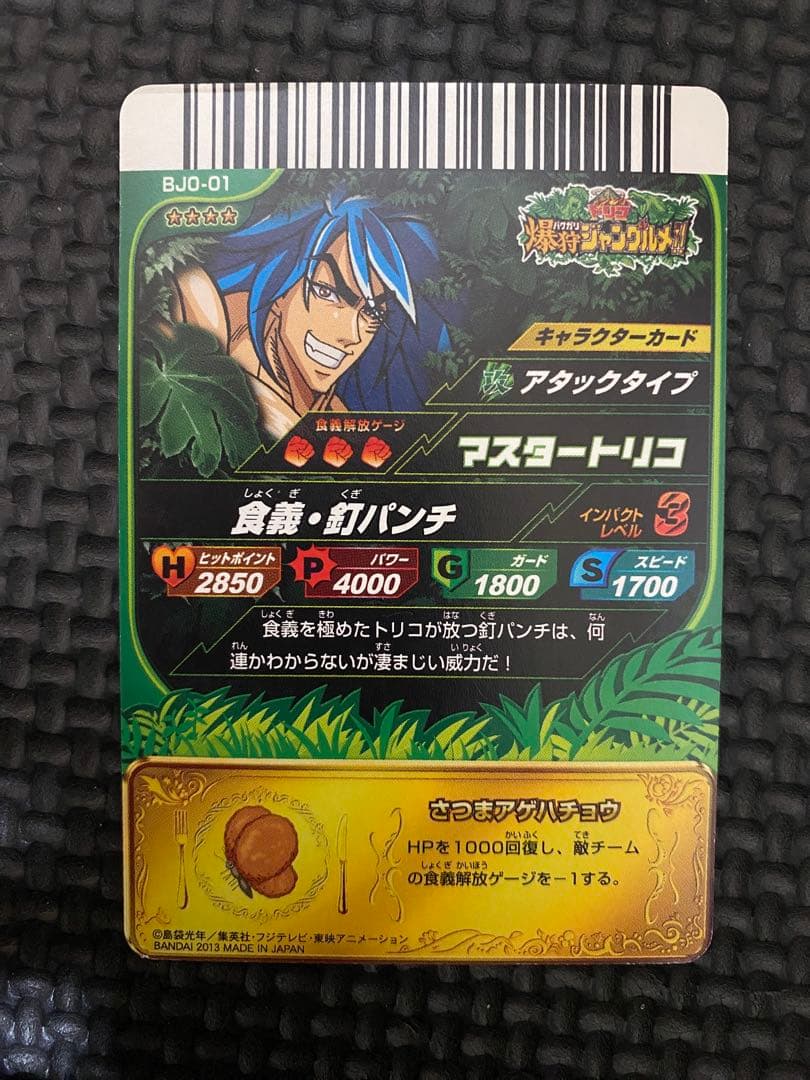 BJ0-01
★★★★
トリコ
バクガリ
爆狩ジャングルメ!!
キャラクターカード
改 アタックタイプ
食義解放ゲージ
マスタートリコ
しょく ぎ くぎ
食義・釘パンチ
インパクトレベル 3
H ヒットポイント 2850
P パワー 4000
G ガード 1800
S スピード 1700
しょく ぎ きわ はな くぎ なん
食義を極めたトリコが放つ釘パンチは、何
れん すさ い りょく
連かわからないが凄まじい威力だ！
さつまアゲハチョウ
かい ふく てき
HPを1000回復し、敵チーム
しょくぎ かいほう
の食義解放ゲージを－1する。
©島袋光年／集英社・フジテレビ・東映アニメーション
BANDAI 2013 MADE IN JAPAN